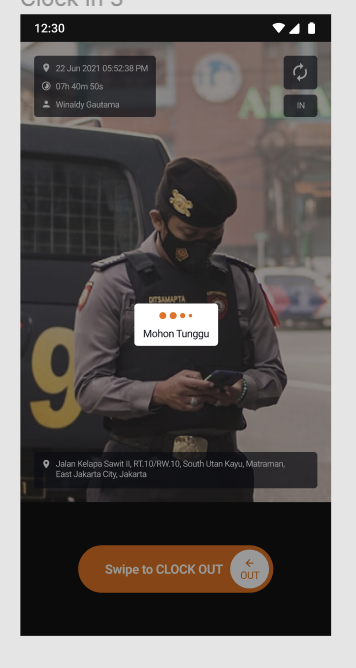 Clock In 3
12:30
22 Jun 2021 05:52:38 PM
07h 40m 50s
Winaldy Gautama
IN
DITSAMAPTA
9
Mohon Tunggu
Jalan Kelapa Sawit II, RT.10/RW.10, South Utan Kayu, Matraman,
East Jakarta City, Jakarta
Swipe to CLOCK OUT
OUT